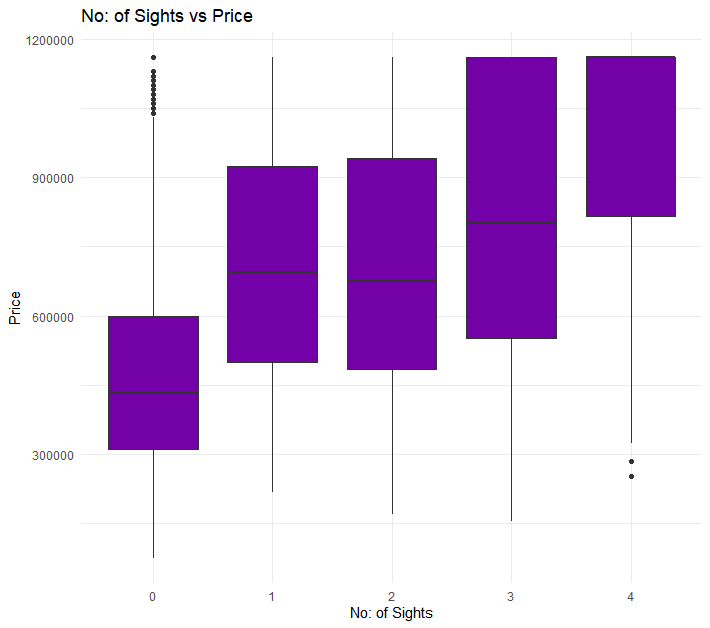 No: of Sights vs Price
1200000
900000
600000
300000
Price
0 1 2 3 4
No: of Sights